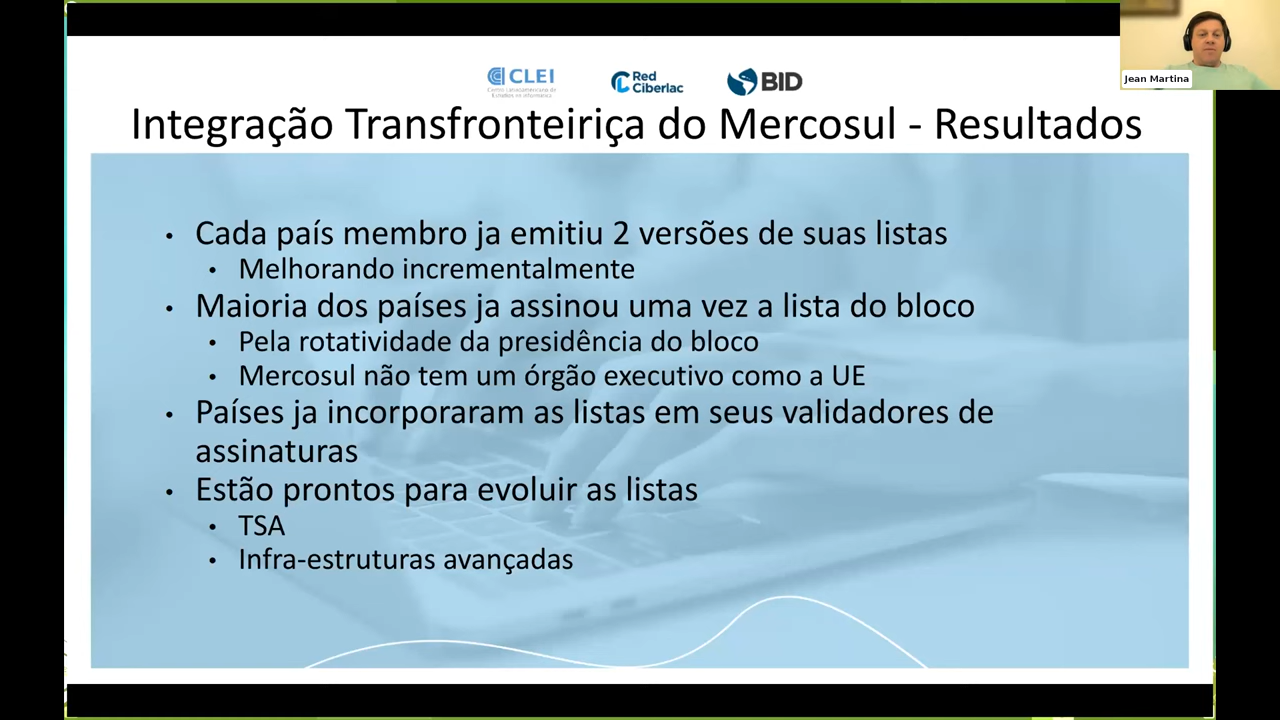 CLEI
Centro Latinoamericano de
Estudios en Informática
Red
Ciberlac
BID
Jean Martina
Integração Transfronteiriça do Mercosul - Resultados
• Cada país membro ja emitiu 2 versões de suas listas
• Melhorando incrementalmente
• Maioria dos países ja assinou uma vez a lista do bloco
• Pela rotatividade da presidência do bloco
• Mercosul não tem um órgão executivo como a UE
• Países ja incorporaram as listas em seus validadores de
assinaturas
• Estão prontos para evoluir as listas
• TSA
• Infra-estruturas avançadas